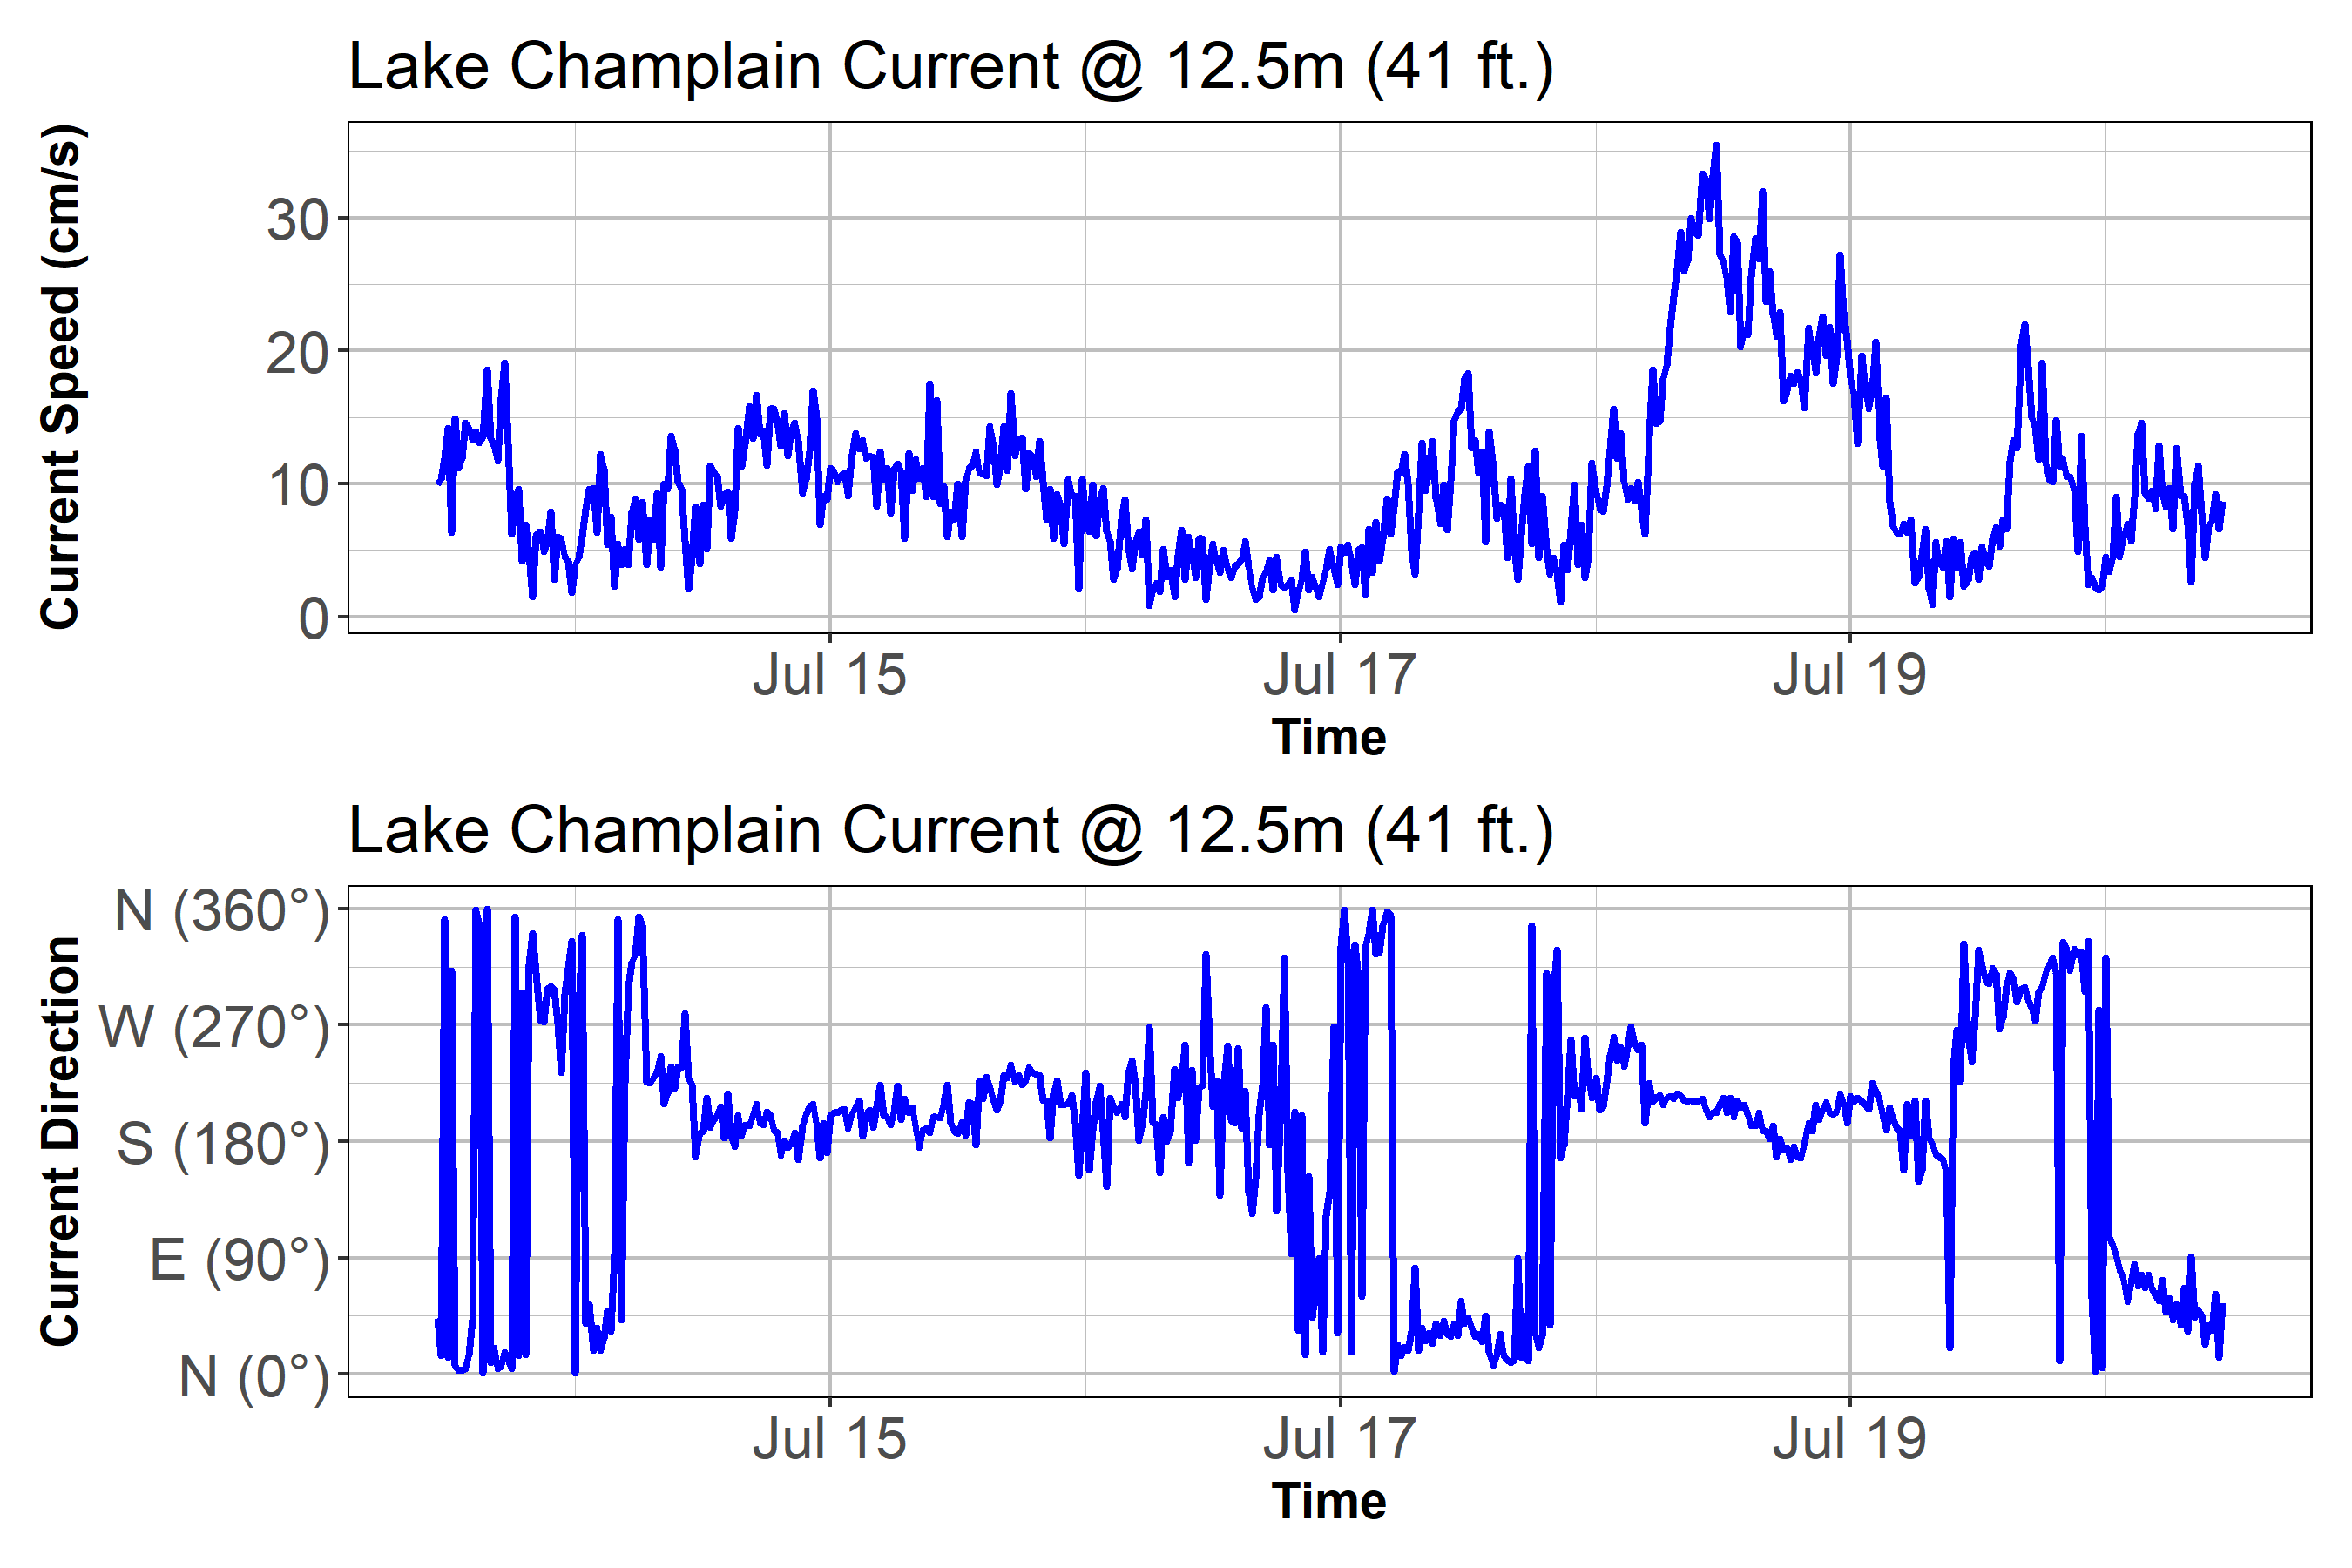 Lake Champlain Current @ 12.5m (41 ft.)
Current Speed (cm/s)
30
20
10
0
Jul 15 Jul 17 Jul 19
Time
Lake Champlain Current @ 12.5m (41 ft.)
Current Direction
N (360°)
W (270°)
S (180°)
E (90°)
N (0°)
Jul 15 Jul 17 Jul 19
Time